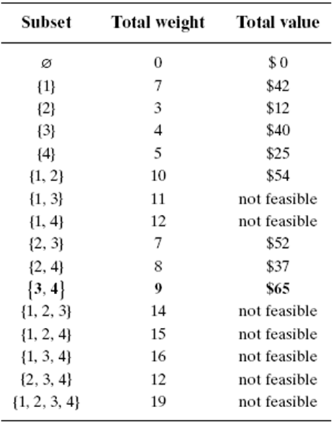 Subset Total weight Total value
∅ 0 $ 0
{1} 7 $42
{2} 3 $12
{3} 4 $40
{4} 5 $25
{1, 2} 10 $54
{1, 3} 11 not feasible
{1, 4} 12 not feasible
{2, 3} 7 $52
{2, 4} 8 $37
{3, 4} 9 $65
{1, 2, 3} 14 not feasible
{1, 2, 4} 15 not feasible
{1, 3, 4} 16 not feasible
{2, 3, 4} 12 not feasible
{1, 2, 3, 4} 19 not feasible